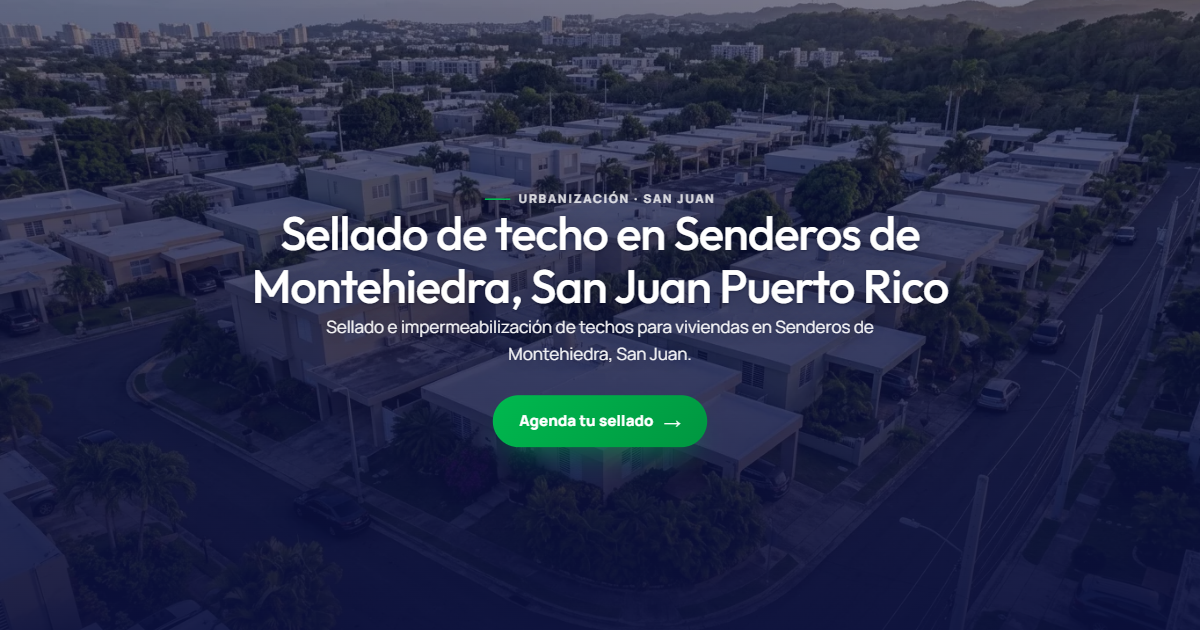 URBANIZACIÓN · SAN JUAN
Sellado de techo en Senderos de
Montehiedra, San Juan Puerto Rico
Sellado e impermeabilización de techos para viviendas en Senderos de
Montehiedra, San Juan.
Agenda tu sellado →